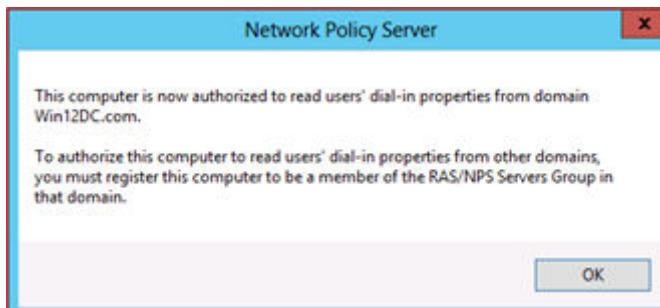 Network Policy Server
x
This computer is now authorized to read users' dial-in properties from domain
Win12DC.com.
To authorize this computer to read users' dial-in properties from other domains,
you must register this computer to be a member of the RAS/NPS Servers Group in
that domain.
OK